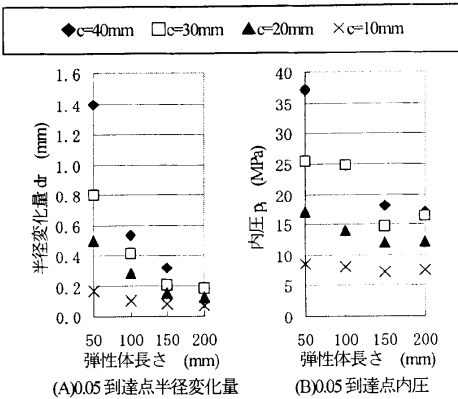 ◆c=40mm □c=30mm ▲c=20mm ×c=10mm
半径変化量 dr (mm)
1.6
1.4
1.2
1.0
0.8
0.6
0.4
0.2
0.0
50 100 150 200
弾性体長さ (mm)
(A)0.05 到達点半径変化量
内圧 pᵢ (MPa)
40
35
30
25
20
15
10
5
0
50 100 150 200
弾性体長さ (mm)
(B)0.05 到達点内圧